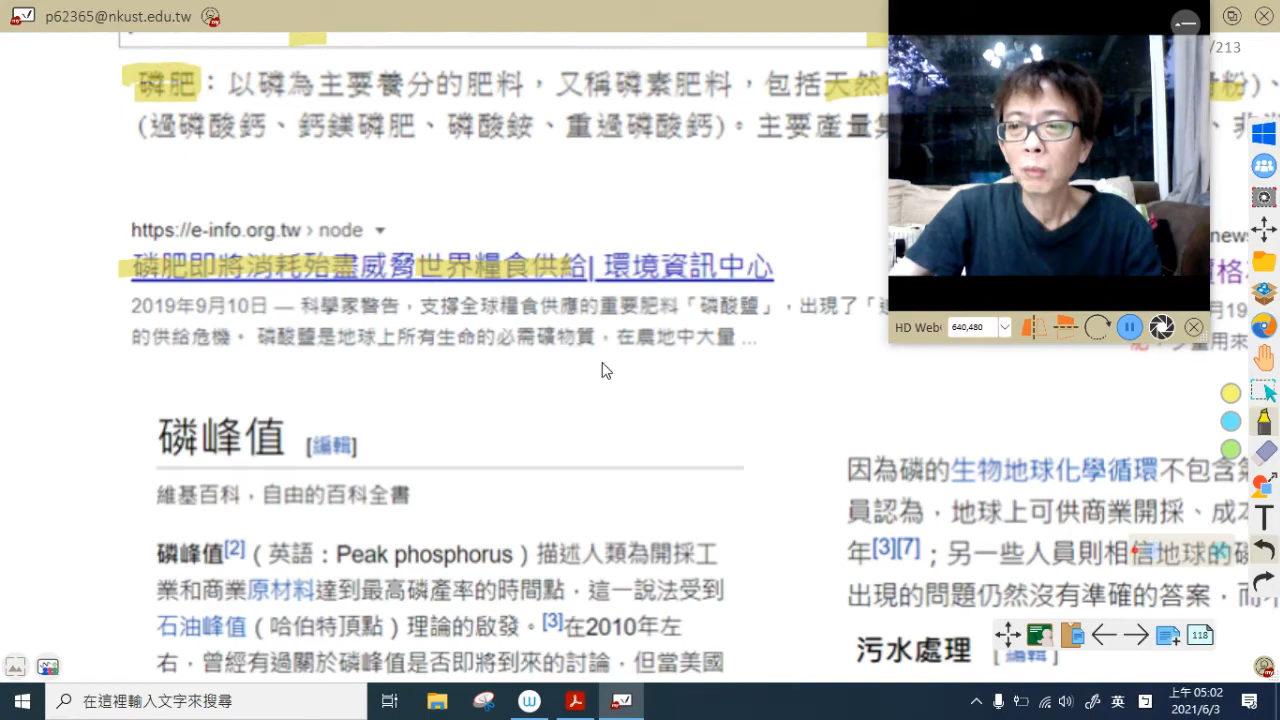 p62365@nkust.edu.tw
/213
磷肥：以磷為主要養分的肥料，又稱磷素肥料，包括天然
骨粉)、
(過磷酸鈣、鈣鎂磷肥、磷酸銨、重過磷酸鈣)。主要產量集
https://e-info.org.tw › node
磷肥即將消耗殆盡威脅世界糧食供給| 環境資訊中心
2019年9月10日 — 科學家警告，支撐全球糧食供應的重要肥料「磷酸鹽」，出現了
的供給危機。 磷酸鹽是地球上所有生命的必需礦物質，在農地中大量 ...
HD Web
640,480
磷峰值 [編輯]
維基百科，自由的百科全書
磷峰值[2]（英語：Peak phosphorus）描述人類為開採工
業和商業原材料達到最高磷產率的時間點，這一說法受到
石油峰值（哈伯特頂點）理論的啟發。[3]在2010年左
右，曾經有過關於磷峰值是否即將到來的討論，但當美國
因為磷的生物地球化學循環不包含
員認為，地球上可供商業開採、成本
年[3][7]；另一些人員則相信地球的磷
出現的問題仍然沒有準確的答案，而
污水處理 [編輯]
118
在這裡輸入文字來搜尋
英
上午 05:02
2021/6/3